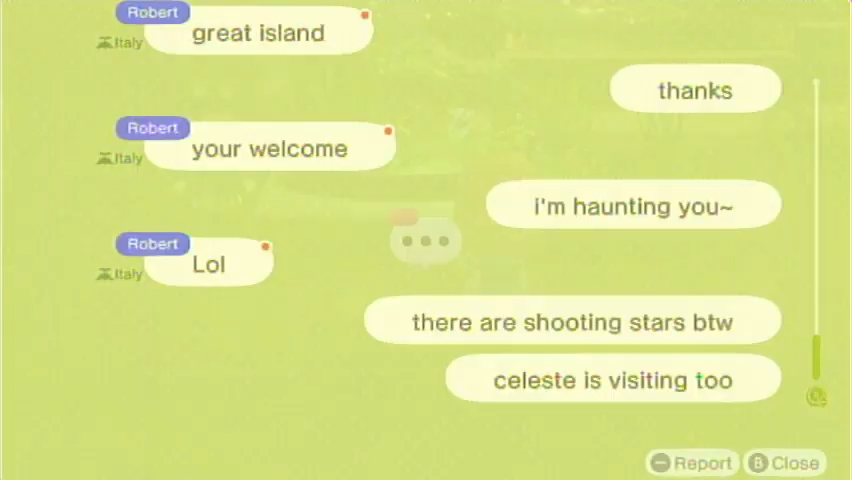 Robert
great island
Italy
thanks
Robert
your welcome
Italy
i'm haunting you~
Robert
Lol
Italy
there are shooting stars btw
celeste is visiting too
Report
B Close